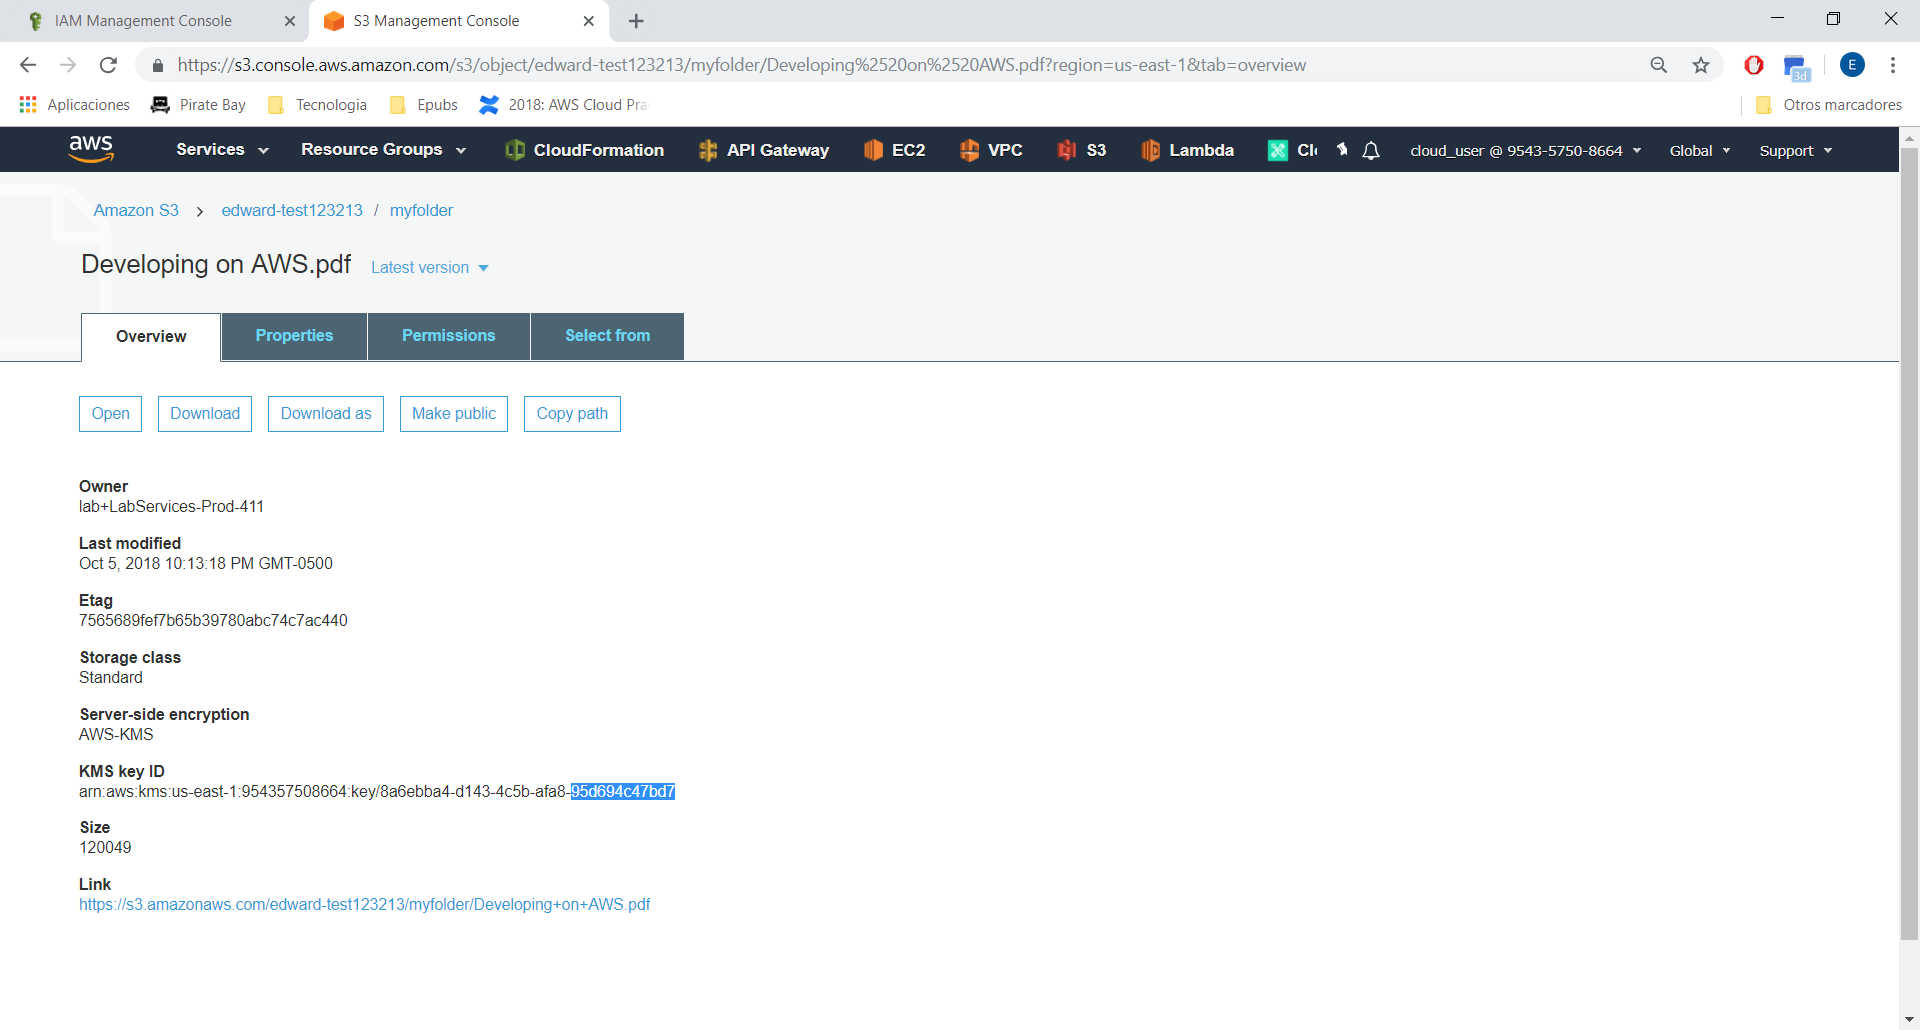 IAM Management Console
S3 Management Console
https://s3.console.aws.amazon.com/s3/object/edward-test123213/myfolder/Developing%2520on%2520AWS.pdf?region=us-east-1&tab=overview
3d
E
Aplicaciones
Pirate Bay
Tecnologia
Epubs
2018: AWS Cloud Pra
Otros marcadores
aws
Services
Resource Groups
CloudFormation
API Gateway
EC2
VPC
S3
Lambda
Clo
cloud_user @ 9543-5750-8664
Global
Support
Amazon S3 > edward-test123213 / myfolder
Developing on AWS.pdf
Latest version
Overview
Properties
Permissions
Select from
Open
Download
Download as
Make public
Copy path
Owner
lab+LabServices-Prod-411
Last modified
Oct 5, 2018 10:13:18 PM GMT-0500
Etag
7565689fef7b65b39780abc74c7ac440
Storage class
Standard
Server-side encryption
AWS-KMS
KMS key ID
arn:aws:kms:us-east-1:954357508664:key/8a6ebba4-d143-4c5b-afa8-95d694c47bd7
Size
120049
Link
https://s3.amazonaws.com/edward-test123213/myfolder/Developing+on+AWS.pdf